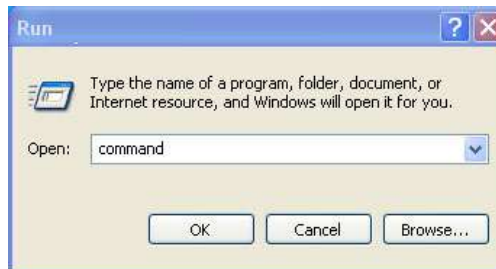 Run
Type the name of a program, folder, document, or
Internet resource, and Windows will open it for you.
Open: command
OK Cancel Browse...